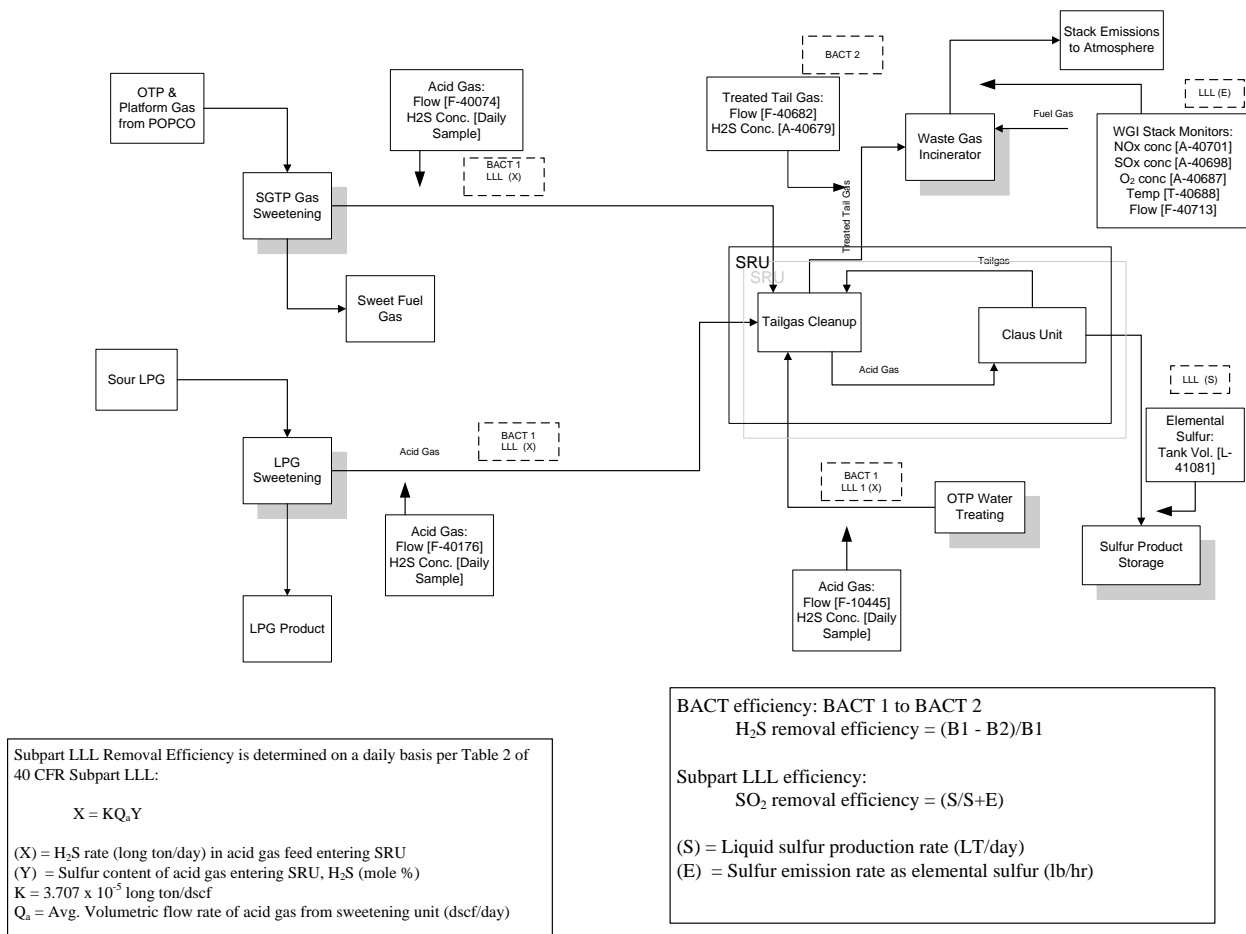 Stack Emissions
to Atmosphere
BACT 2
OTP &
Platform Gas
from POPCO
Acid Gas:
Flow [F-40074]
H2S Conc. [Daily
Sample]
Treated Tail Gas:
Flow [F-40682]
H2S Conc. [A-40679]
LLL (E)
Fuel Gas
Waste Gas
Incinerator
WGI Stack Monitors:
NOx conc [A-40701]
SOx conc [A-40698]
O₂ conc [A-40687]
Temp [T-40688]
Flow [F-40713]
BACT 1
LLL (X)
SGTP Gas
Sweetening
Treated Tail Gas
SRU
SRU
Tailgas
Sweet Fuel
Gas
Tailgas Cleanup
Claus Unit
Acid Gas
Sour LPG
LLL (S)
Elemental
Sulfur:
Tank Vol. [L-
41081]
LPG
Sweetening
Acid Gas
BACT 1
LLL (X)
BACT 1
LLL 1 (X)
OTP Water
Treating
Acid Gas:
Flow [F-40176]
H2S Conc. [Daily
Sample]
Sulfur Product
Storage
Acid Gas:
Flow [F-10445]
H2S Conc. [Daily
Sample]
LPG Product
Subpart LLL Removal Efficiency is determined on a daily basis per Table 2 of
40 CFR Subpart LLL:
X = KQₐY
(X) = H₂S rate (long ton/day) in acid gas feed entering SRU
(Y) = Sulfur content of acid gas entering SRU, H₂S (mole %)
K = 3.707 x 10⁻⁵ long ton/dscf
Qₐ = Avg. Volumetric flow rate of acid gas from sweetening unit (dscf/day)
BACT efficiency: BACT 1 to BACT 2
H₂S removal efficiency = (B1 - B2)/B1
Subpart LLL efficiency:
SO₂ removal efficiency = (S/S+E)
(S) = Liquid sulfur production rate (LT/day)
(E) = Sulfur emission rate as elemental sulfur (lb/hr)